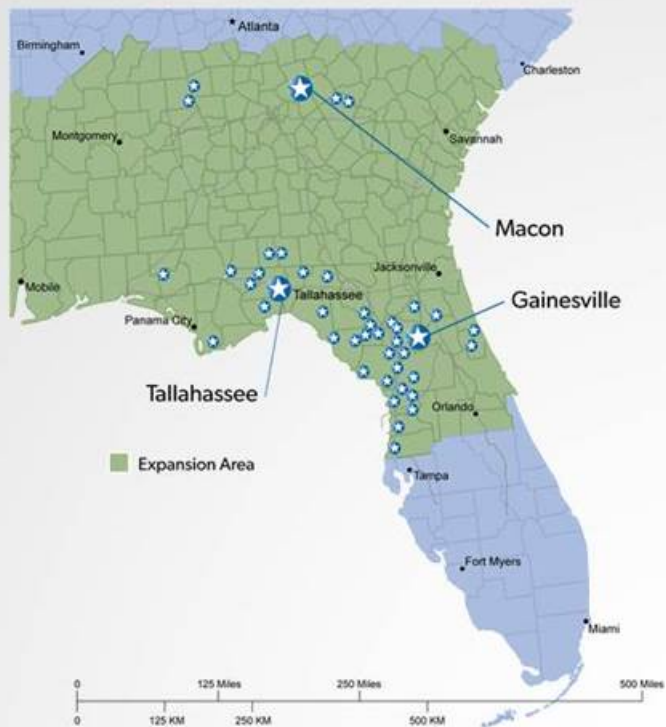 Atlanta
Birmingham
Charleston
Montgomery
Savannah
Macon
Jacksonville
Mobile
Tallahassee
Gainesville
Panama City
Tallahassee
Orlando
Expansion Area
Tampa
Fort Myers
Miami
0 125 Miles 250 Miles 500 Miles
0 125 KM 250 KM 500 KM